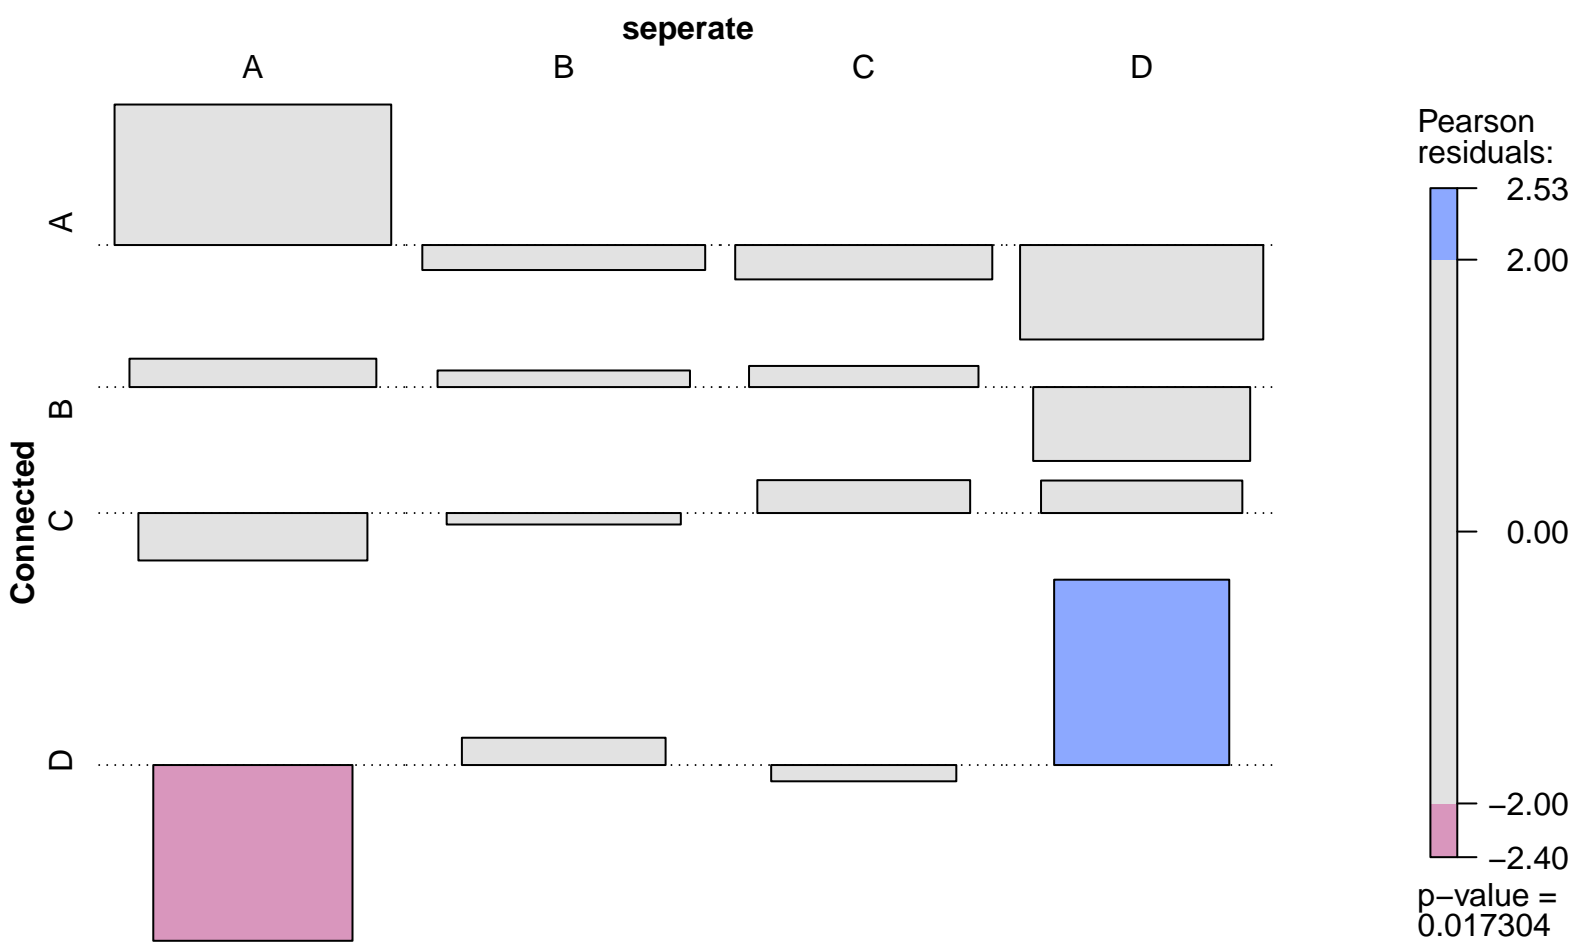 seperate
A B C D
Connected
A
B
C
D
Pearson
residuals:
2.53
2.00
0.00
−2.00
−2.40
p−value =
0.017304